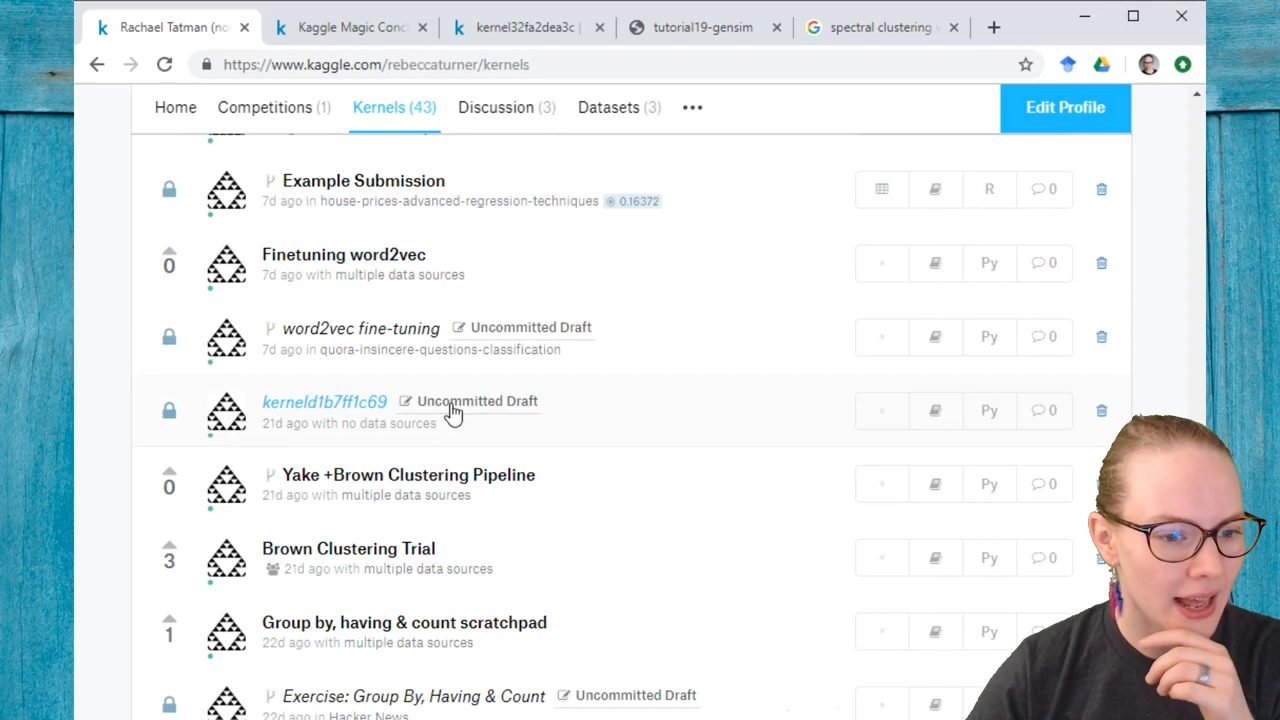 Rachael Tatman (no
Kaggle Magic Conc
kernel32fa2dea3c |
tutorial19-gensim
spectral clustering
https://www.kaggle.com/rebeccaturner/kernels
Home Competitions (1) Kernels (43) Discussion (3) Datasets (3) ••• Edit Profile
Example Submission
7d ago in house-prices-advanced-regression-techniques 0.16372
R 0
Finetuning word2vec
0
7d ago with multiple data sources
Py 0
word2vec fine-tuning Uncommitted Draft
7d ago in quora-insincere-questions-classification
Py 0
kerneld1b7ff1c69 Uncommitted Draft
21d ago with no data sources
Py 0
Yake +Brown Clustering Pipeline
0
21d ago with multiple data sources
Py 0
Brown Clustering Trial
3
21d ago with multiple data sources
Py 0
Group by, having & count scratchpad
1
22d ago with multiple data sources
Py
Exercise: Group By, Having & Count Uncommitted Draft
22d ago in Hacker News
Py